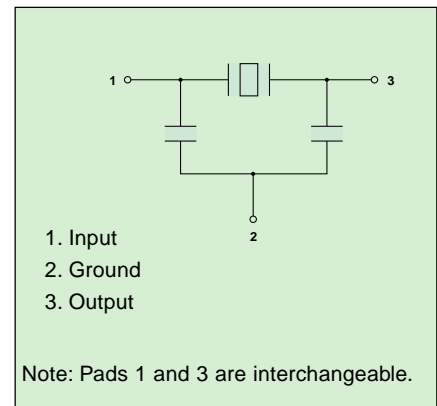 1
3
2
1. Input
2. Ground
3. Output
Note: Pads 1 and 3 are interchangeable.